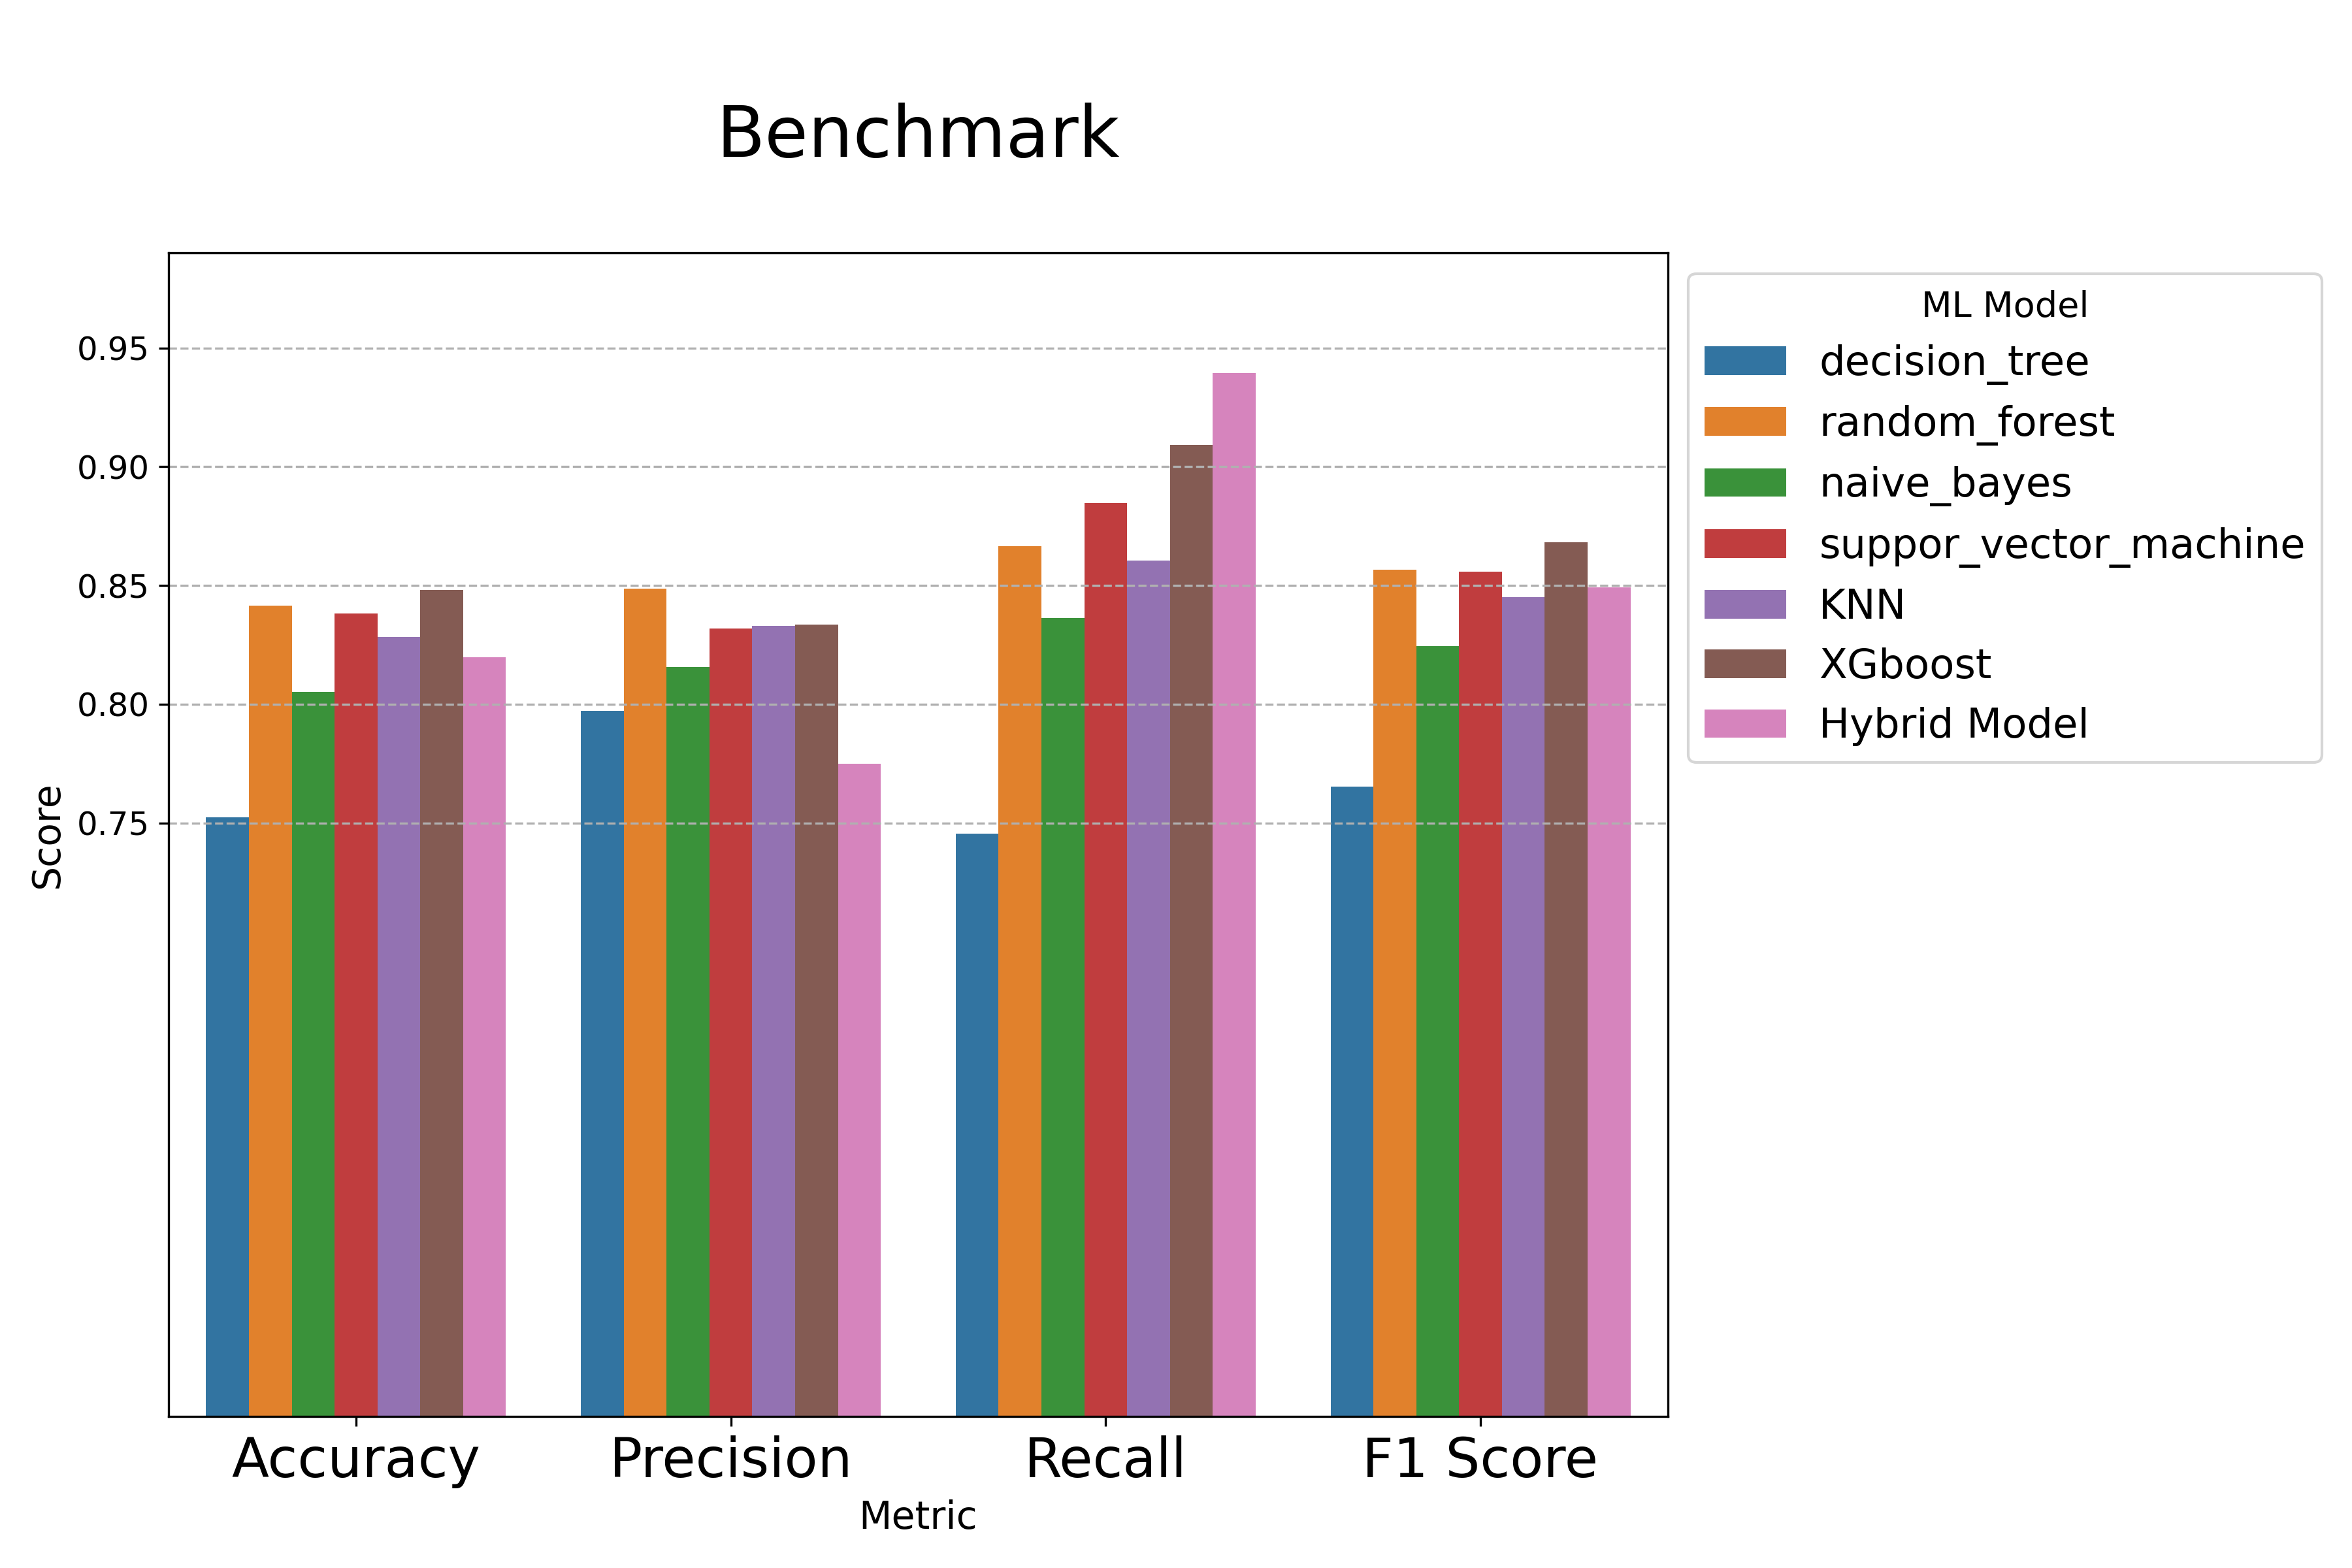 Benchmark
0.95
0.90
0.85
0.80
0.75
Score
Accuracy
Precision
Recall
F1 Score
Metric
ML Model
decision_tree
random_forest
naive_bayes
suppor_vector_machine
KNN
XGboost
Hybrid Model